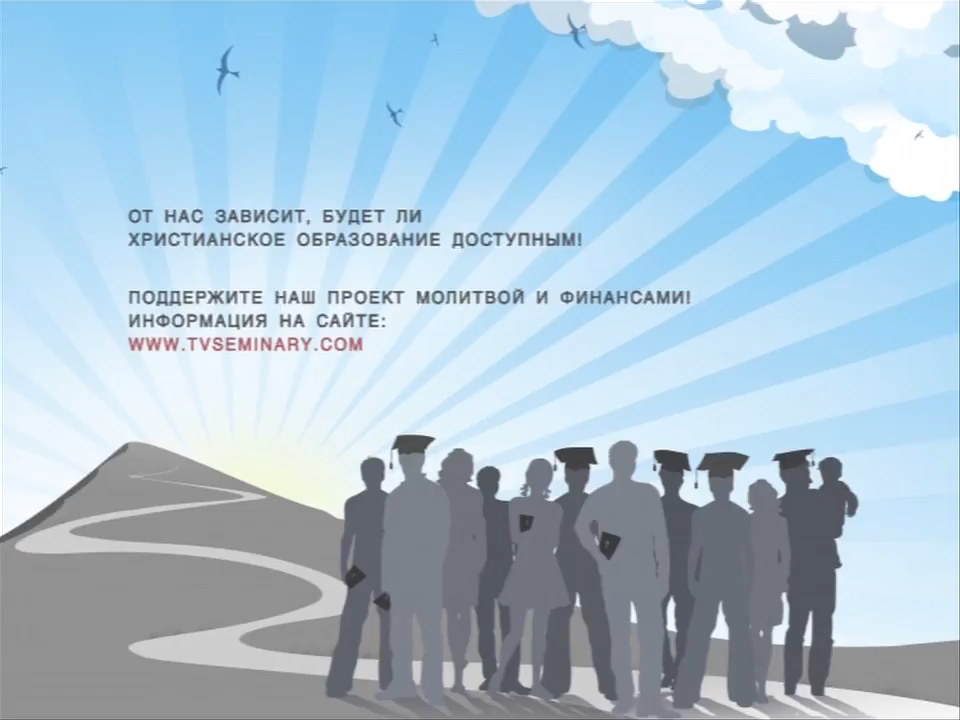 ОТ НАС ЗАВИСИТ, БУДЕТ ЛИ
ХРИСТИАНСКОЕ ОБРАЗОВАНИЕ ДОСТУПНЫМ!
ПОДДЕРЖИТЕ НАШ ПРОЕКТ МОЛИТВОЙ И ФИНАНСАМИ!
ИНФОРМАЦИЯ НА САЙТЕ:
WWW.TVSEMINARY.COM